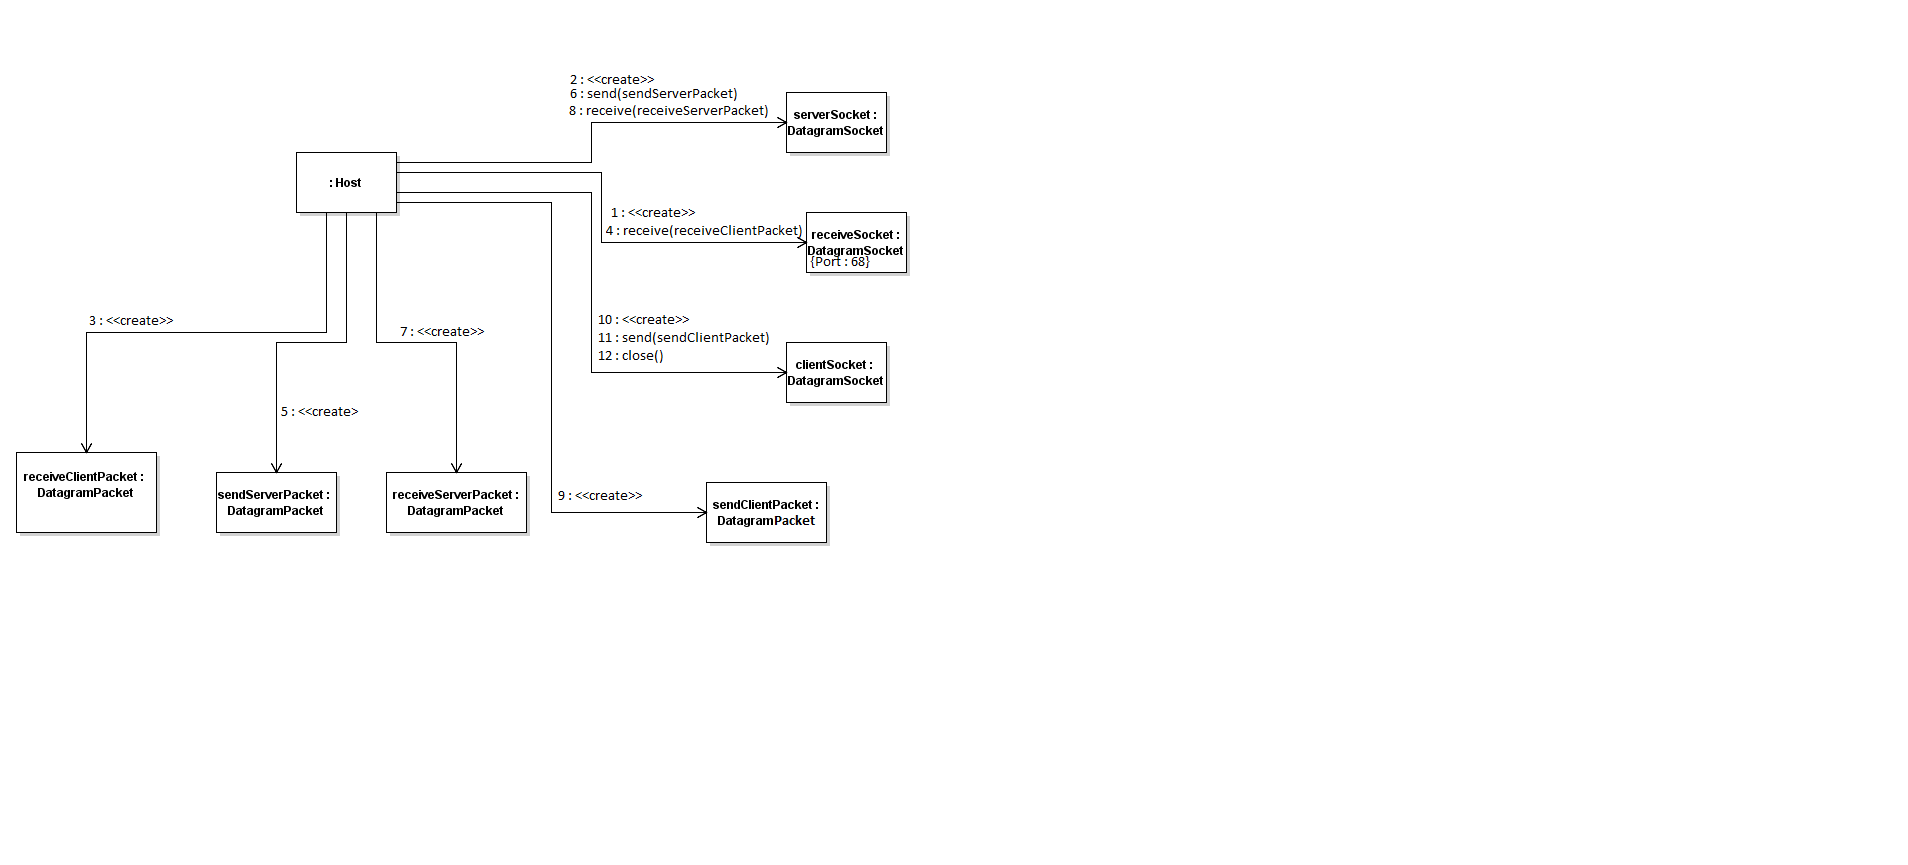 2 : <<create>>
6 : send(sendServerPacket)
8 : receive(receiveServerPacket)
serverSocket :
DatagramSocket
: Host
1 : <<create>>
4 : receive(receiveClientPacket)
receiveSocket :
DatagramSocket
{Port : 68}
3 : <<create>>
7 : <<create>>
10 : <<create>>
11 : send(sendClientPacket)
12 : close()
clientSocket :
DatagramSocket
5 : <<create>
receiveClientPacket :
DatagramPacket
sendServerPacket :
DatagramPacket
receiveServerPacket :
DatagramPacket
9 : <<create>>
sendClientPacket :
DatagramPacket